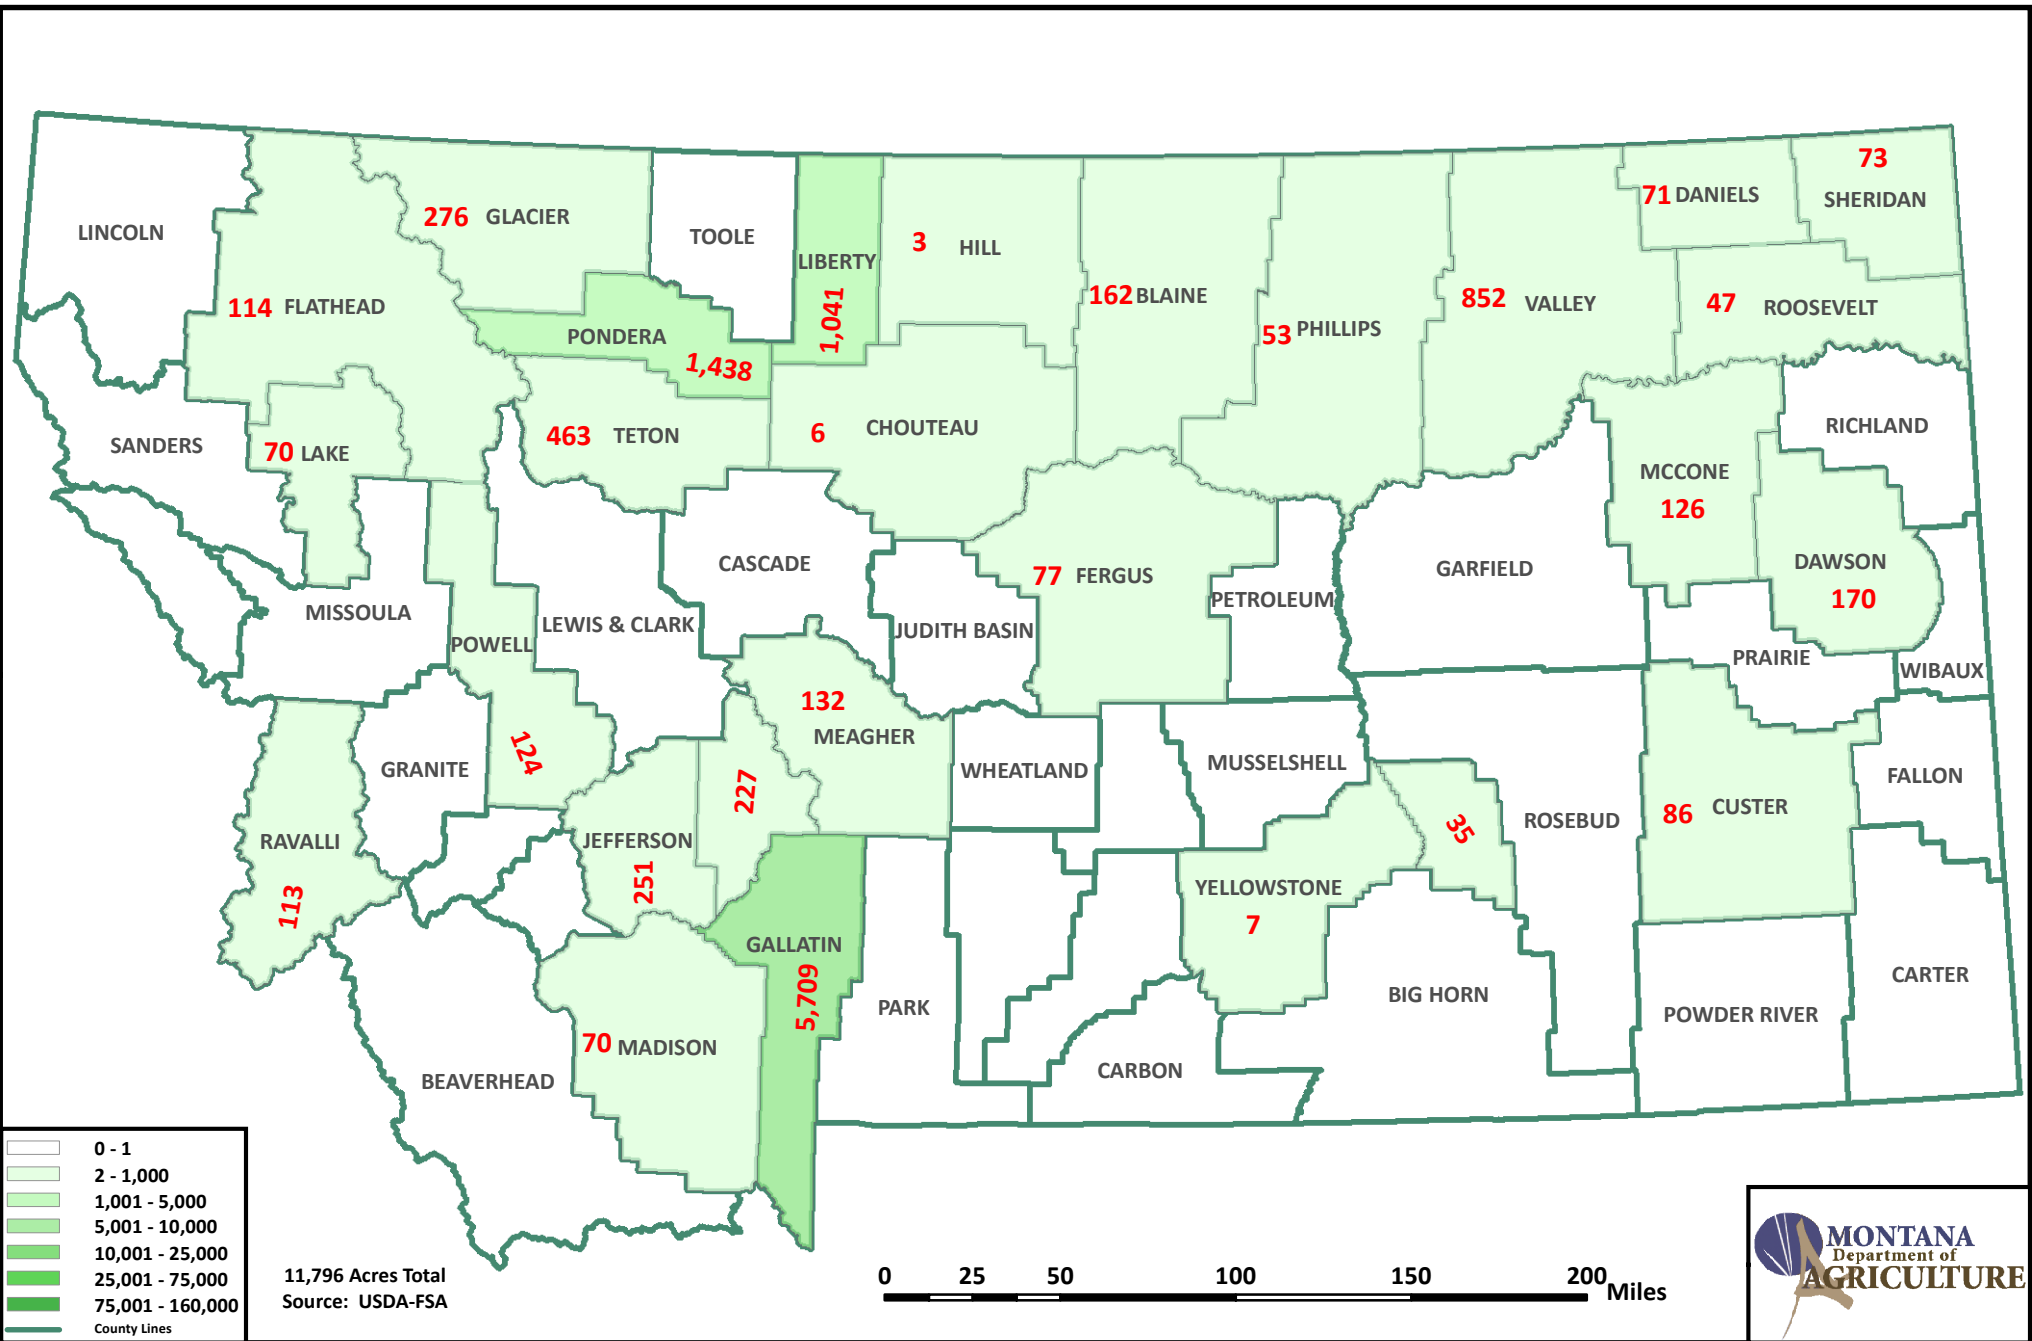 73
71 DANIELS
SHERIDAN
276 GLACIER
LINCOLN
TOOLE
3 HILL
LIBERTY
1,041
162 BLAINE
852 VALLEY
47 ROOSEVELT
114 FLATHEAD
53 PHILLIPS
PONDERA
1,438
SANDERS
70 LAKE
463 TETON
6 CHOUTEAU
RICHLAND
MCCONE
126
CASCADE
77 FERGUS
GARFIELD
DAWSON
170
PETROLEUM
MISSOULA
POWELL
LEWIS & CLARK
JUDITH BASIN
PRAIRIE
WIBAUX
132
MEAGHER
124
GRANITE
227
WHEATLAND
MUSSELSHELL
FALLON
RAVALLI
113
JEFFERSON
251
35
ROSEBUD
86 CUSTER
YELLOWSTONE
7
GALLATIN
5,709
PARK
BIG HORN
CARTER
POWDER RIVER
70 MADISON
BEAVERHEAD
CARBON
0 - 1
2 - 1,000
1,001 - 5,000
5,001 - 10,000
10,001 - 25,000
25,001 - 75,000
75,001 - 160,000
County Lines
11,796 Acres Total
Source: USDA-FSA
0 25 50 100 150 200
Miles
MONTANA
Department of
AGRICULTURE